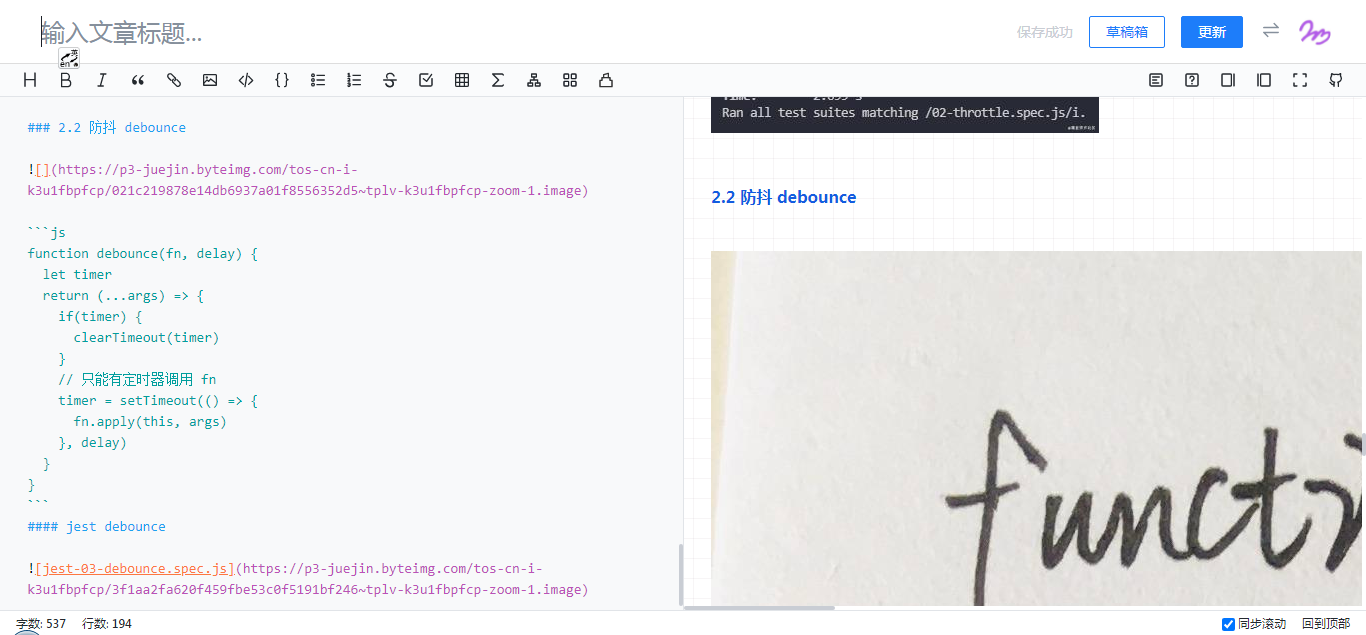 输入文章标题...
保存成功
草稿箱
更新
### 2.2 防抖 debounce
![](https://p3-juejin.byteimg.com/tos-cn-i-
k3u1fbpfcp/021c219878e14db6937a01f8556352d5~tplv-k3u1fbpfcp-zoom-1.image)
```js
function debounce(fn, delay) {
let timer
return (...args) => {
if(timer) {
clearTimeout(timer)
}
// 只能有定时器调用 fn
timer = setTimeout(() => {
fn.apply(this, args)
}, delay)
}
}
```
#### jest debounce
![jest-03-debounce.spec.js](https://p3-juejin.byteimg.com/tos-cn-i-
k3u1fbpfcp/3f1aa2fa620f459fbe53c0f5191bf246~tplv-k3u1fbpfcp-zoom-1.image)
Ran all test suites matching /02-throttle.spec.js/i.
2.2 防抖 debounce
functi
字数: 537 行数: 194
同步滚动 回到顶部